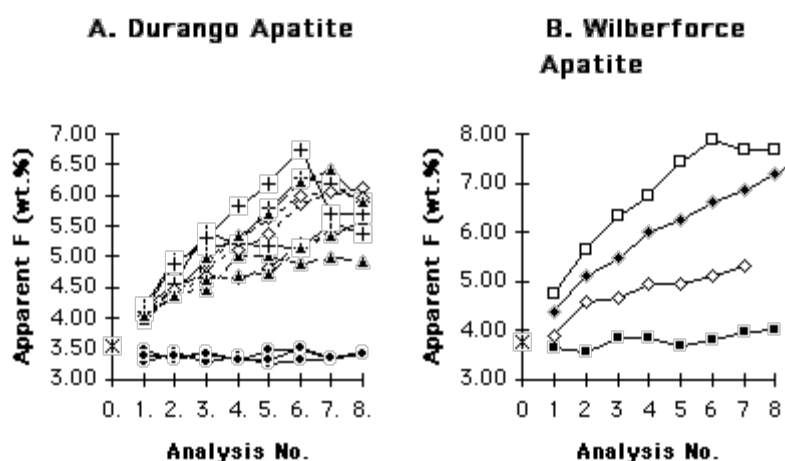 A. Durango Apatite
Apparent F (wt.%)
7.00
6.50
6.00
5.50
5.00
4.50
4.00
3.50
3.00
0. 1. 2. 3. 4. 5. 6. 7. 8.
Analysis No.
B. Wilberforce
Apatite
Apparent F (wt.%)
8.00
7.00
6.00
5.00
4.00
3.00
0 1 2 3 4 5 6 7 8
Analysis No.